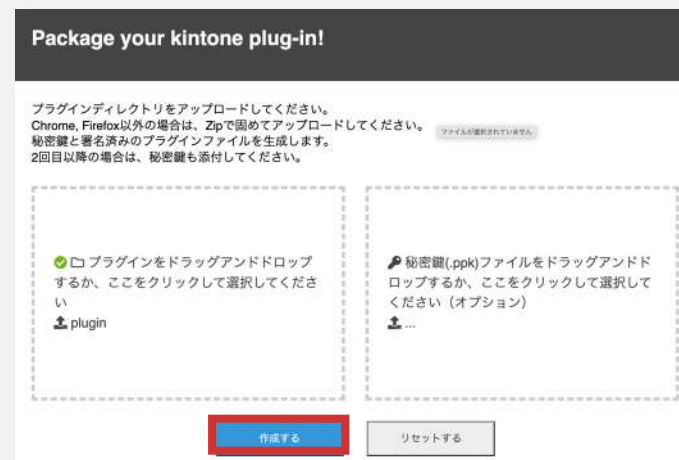 Package your kintone plug-in!
プラグインディレクトリをアップロードしてください。
Chrome, Firefox以外の場合は、Zipで固めてアップロードしてください。
ファイルが選択されていません
秘密鍵と署名済みのプラグインファイルを生成します。
2回目以降の場合は、秘密鍵も添付してください。
プラグインをドラッグアンドドロップ
するか、ここをクリックして選択してくださ
い
plugin
秘密鍵(.ppk)ファイルをドラッグアンドド
ロップするか、ここをクリックして選択して
ください（オプション）
...
作成する
リセットする